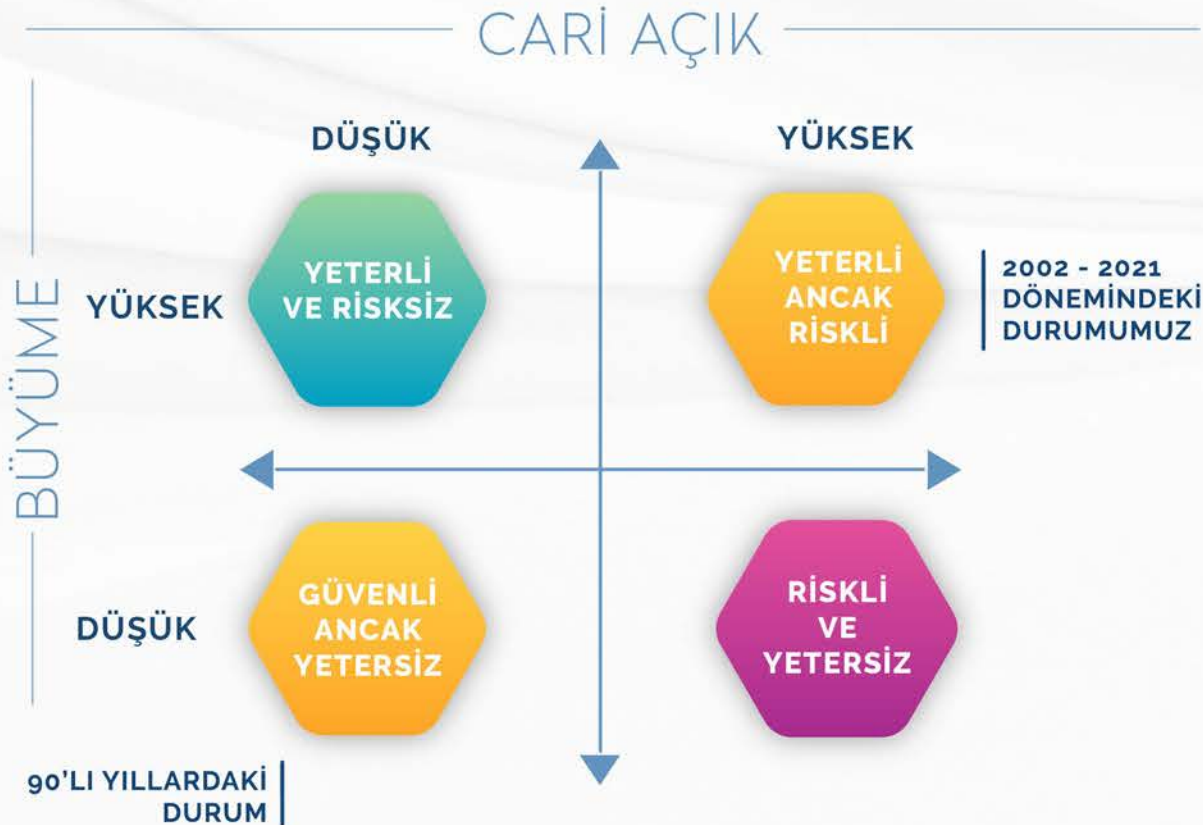 CARİ AÇIK
BÜYÜME
DÜŞÜK
YÜKSEK
YÜKSEK
YETERLİ
VE RİSKSİZ
YETERLİ
ANCAK
RİSKLİ
2002 - 2021
DÖNEMİNDEKİ
DURUMUMUZ
DÜŞÜK
GÜVENLİ
ANCAK
YETERSİZ
RİSKLİ
VE
YETERSİZ
90'LI YILLARDAKİ
DURUM